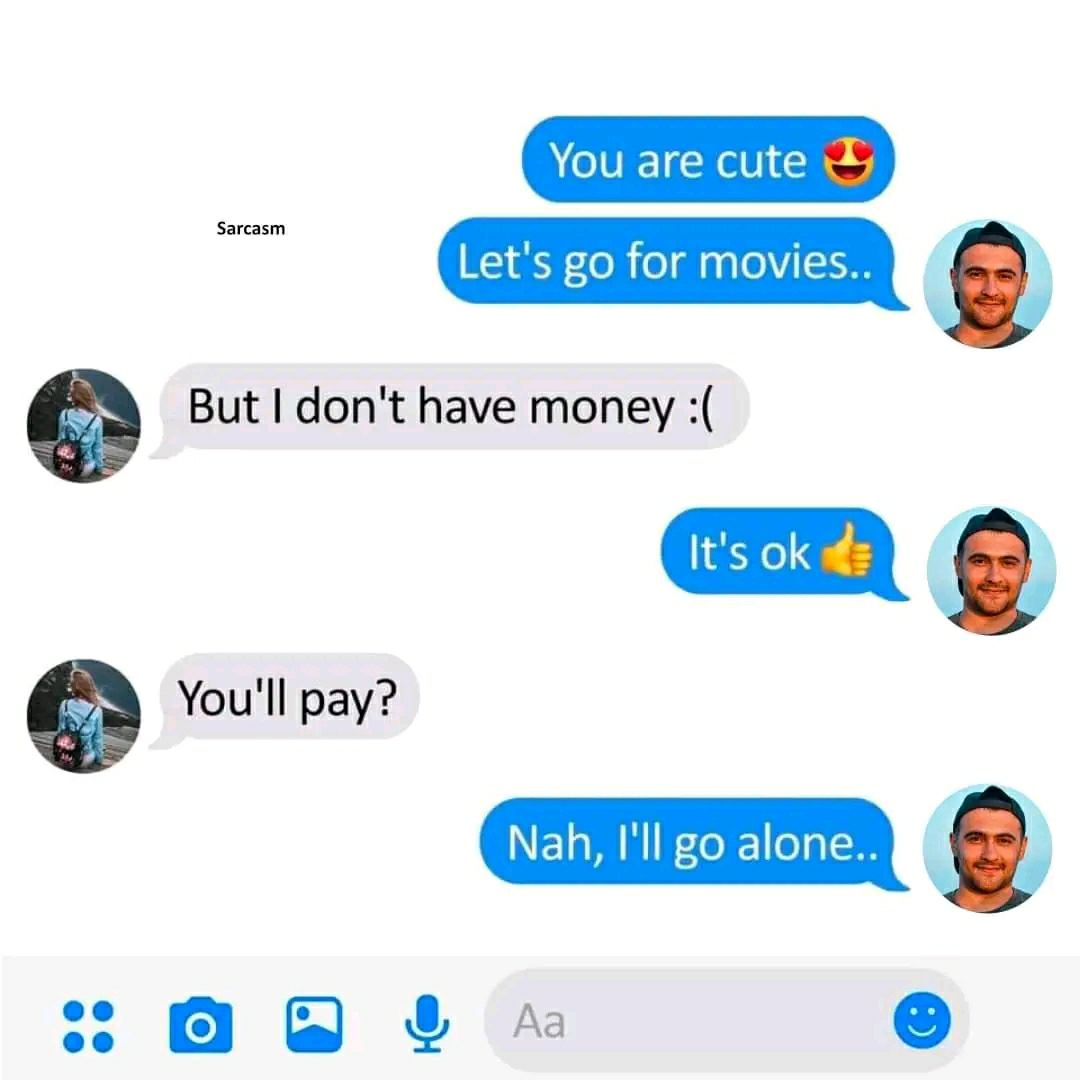 You are cute 😍
Sarcasm
Let's go for movies..
But I don't have money :(
It's ok 👍
You'll pay?
Nah, I'll go alone..
Aa